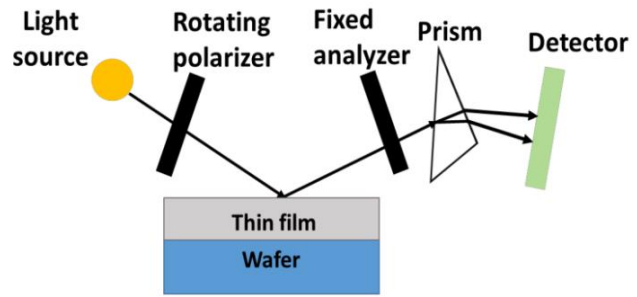 Light
source
Rotating
polarizer
Fixed
analyzer
Prism
Detector
Thin film
Wafer